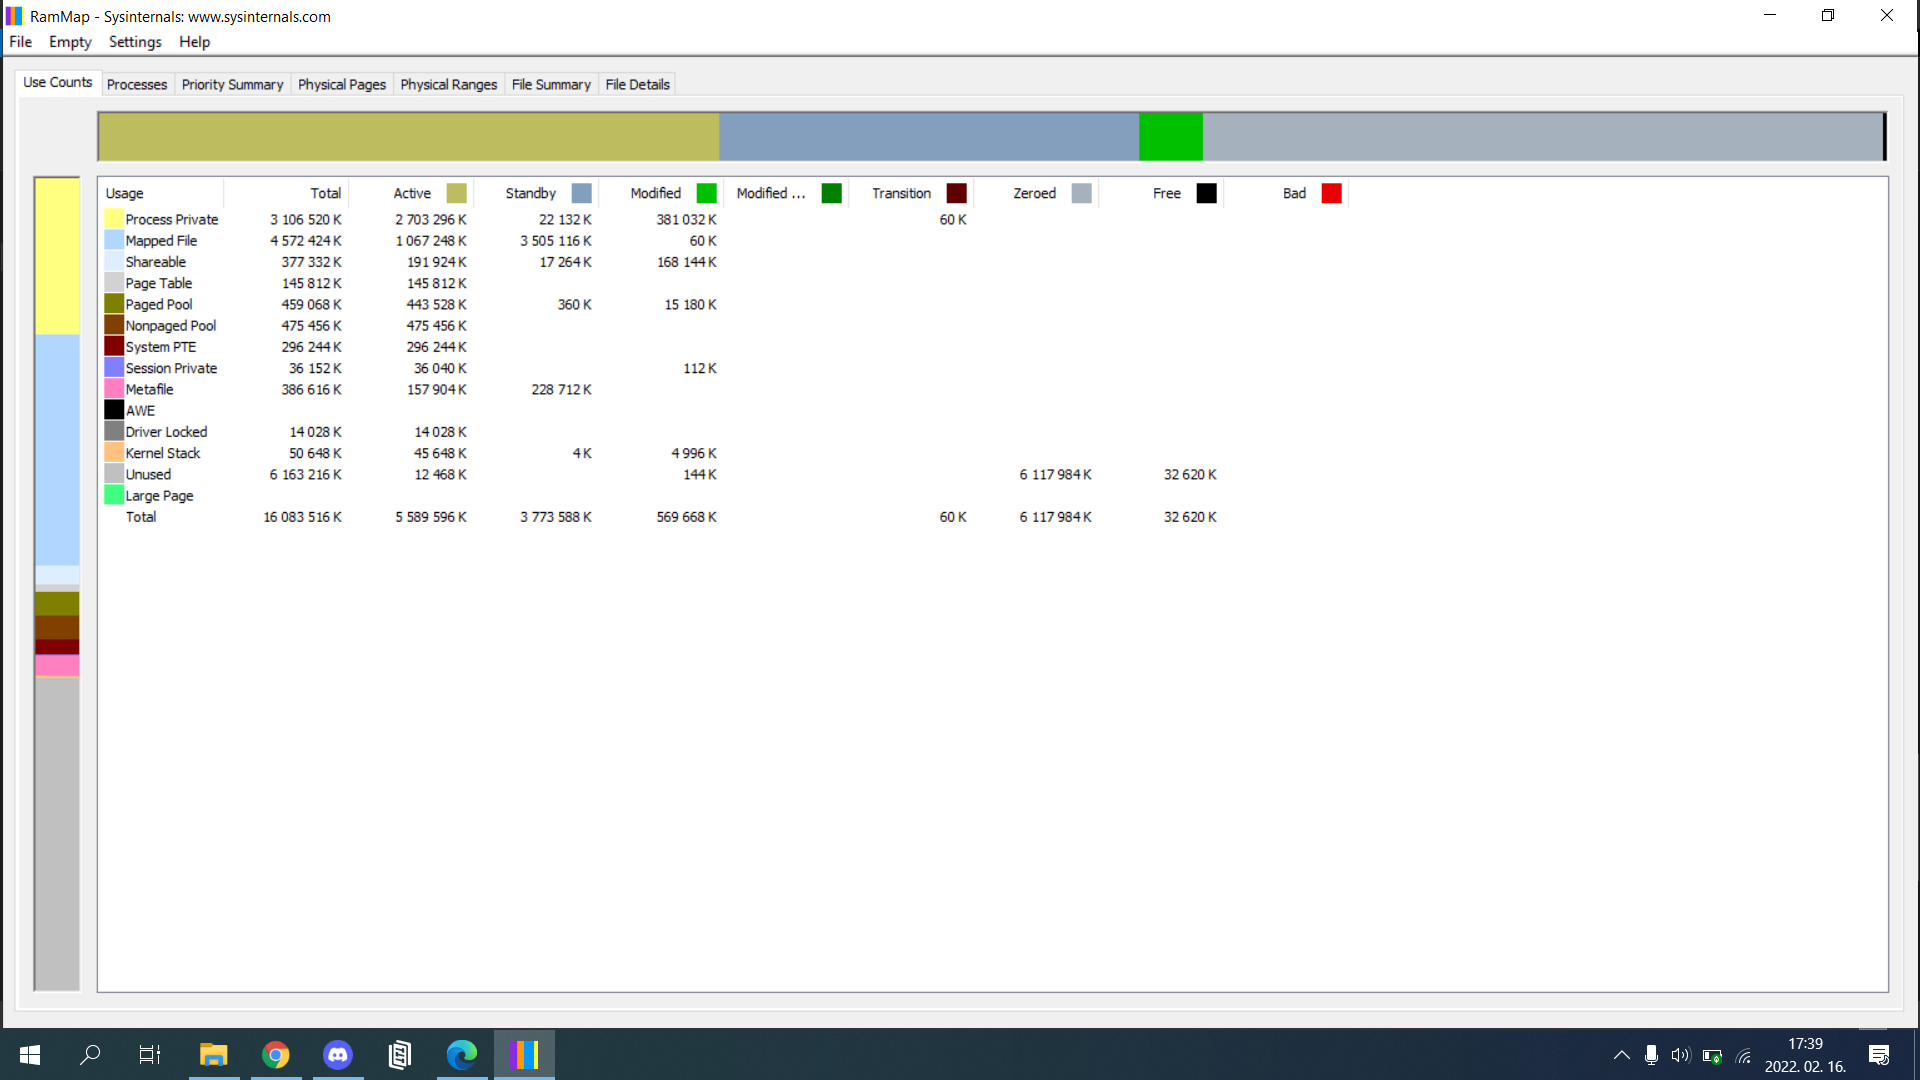 RamMap - Sysinternals: www.sysinternals.com
File Empty Settings Help
Use Counts Processes Priority Summary Physical Pages Physical Ranges File Summary File Details
Usage Total Active Standby Modified Modified ... Transition Zeroed Free Bad
Process Private 3 106 520 K 2 703 296 K 22 132 K 381 032 K 60 K
Mapped File 4 572 424 K 1 067 248 K 3 505 116 K 60 K
Shareable 377 332 K 191 924 K 17 264 K 168 144 K
Page Table 145 812 K 145 812 K
Paged Pool 459 068 K 443 528 K 360 K 15 180 K
Nonpaged Pool 475 456 K 475 456 K
System PTE 296 244 K 296 244 K
Session Private 36 152 K 36 040 K 112 K
Metafile 386 616 K 157 904 K 228 712 K
AWE
Driver Locked 14 028 K 14 028 K
Kernel Stack 50 648 K 45 648 K 4 K 4 996 K
Unused 6 163 216 K 12 468 K 144 K 6 117 984 K 32 620 K
Large Page
Total 16 083 516 K 5 589 596 K 3 773 588 K 569 668 K 60 K 6 117 984 K 32 620 K
17:39
2022. 02. 16.